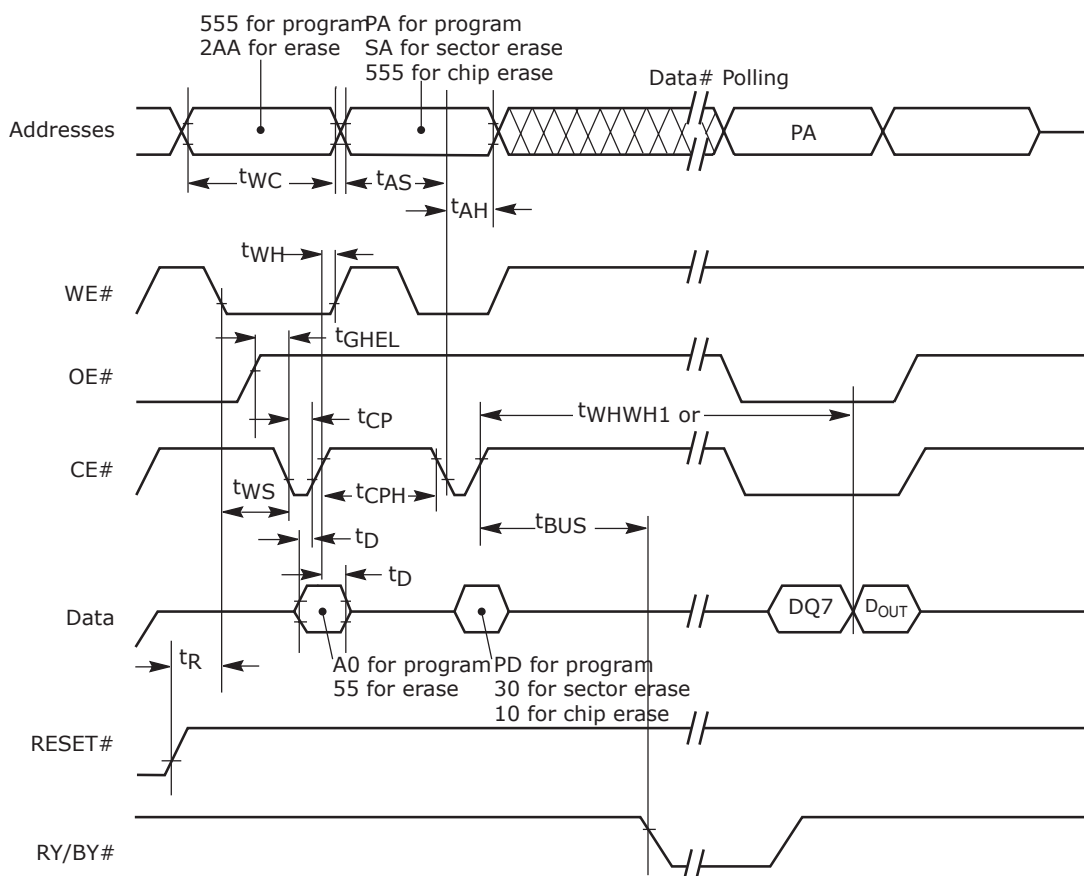 555 for program
2AA for erase
PA for program
SA for sector erase
555 for chip erase
Data# Polling
Addresses
PA
tWC
tAS
tAH
tWH
WE#
tGHEL
OE#
tWHWH1 or
tCP
CE#
tWS
tCPH
tBUS
tD
tD
Data
DQ7
DOUT
tR
A0 for program
55 for erase
PD for program
30 for sector erase
10 for chip erase
RESET#
RY/BY#